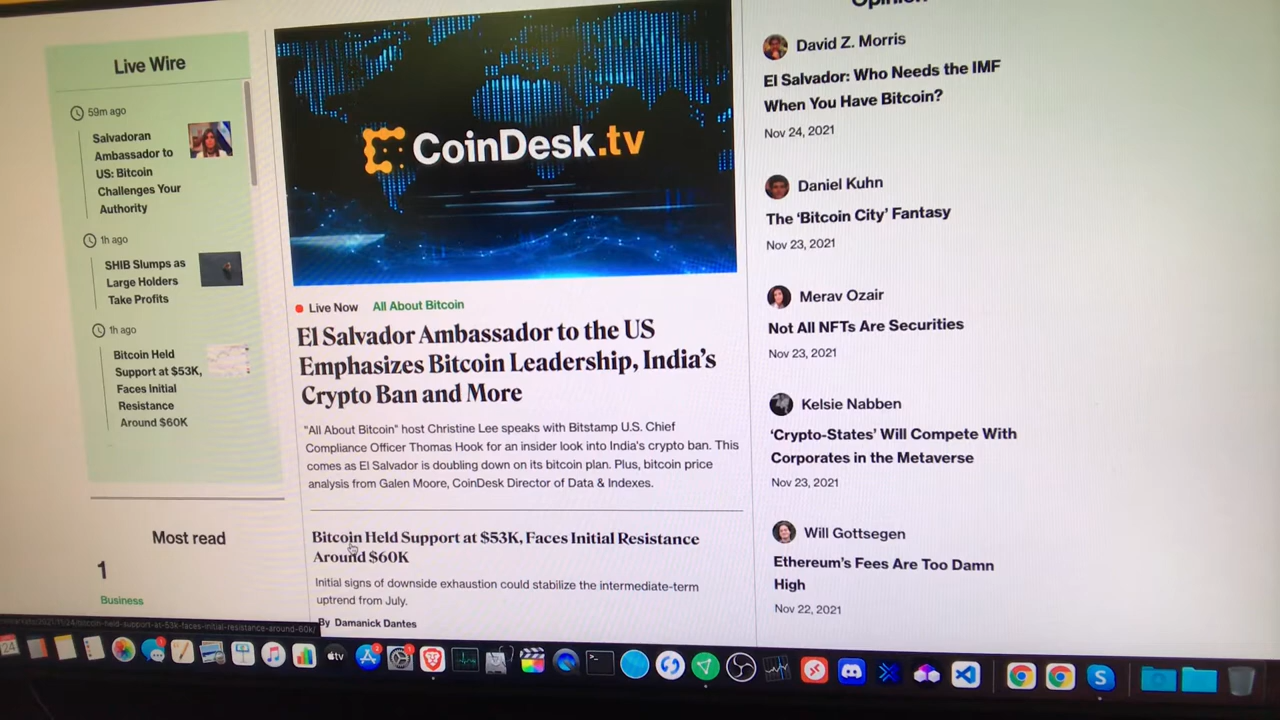 Live Wire
59m ago
Salvadoran
Ambassador to
US: Bitcoin
Challenges Your
Authority
1h ago
SHIB Slumps as
Large Holders
Take Profits
1h ago
Bitcoin Held
Support at $53K,
Faces Initial
Resistance
Around $60K
Most read
1
Business
CoinDesk.tv
Live Now All About Bitcoin
El Salvador Ambassador to the US
Emphasizes Bitcoin Leadership, India's
Crypto Ban and More
"All About Bitcoin" host Christine Lee speaks with Bitstamp U.S. Chief
Compliance Officer Thomas Hook for an insider look into India's crypto ban. This
comes as El Salvador is doubling down on its bitcoin plan. Plus, bitcoin price
analysis from Galen Moore, CoinDesk Director of Data & Indexes.
Bitcoin Held Support at $53K, Faces Initial Resistance
Around $60K
Initial signs of downside exhaustion could stabilize the intermediate-term
uptrend from July.
By Damanick Dantes
Opinion
David Z. Morris
El Salvador: Who Needs the IMF
When You Have Bitcoin?
Nov 24, 2021
Daniel Kuhn
The 'Bitcoin City' Fantasy
Nov 23, 2021
Merav Ozair
Not All NFTs Are Securities
Nov 23, 2021
Kelsie Nabben
'Crypto-States' Will Compete With
Corporates in the Metaverse
Nov 23, 2021
Will Gottsegen
Ethereum's Fees Are Too Damn
High
Nov 22, 2021
24
tv